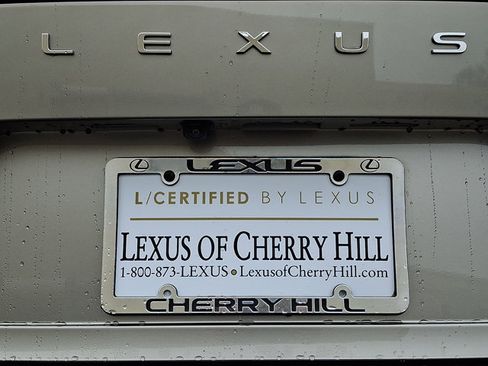 LEXUS
LEXUS
L/CERTIFIED BY LEXUS
LEXUS OF CHERRY HILL
1-800-873-LEXUS • LexusofCherryHill.com
CHERRY HILL